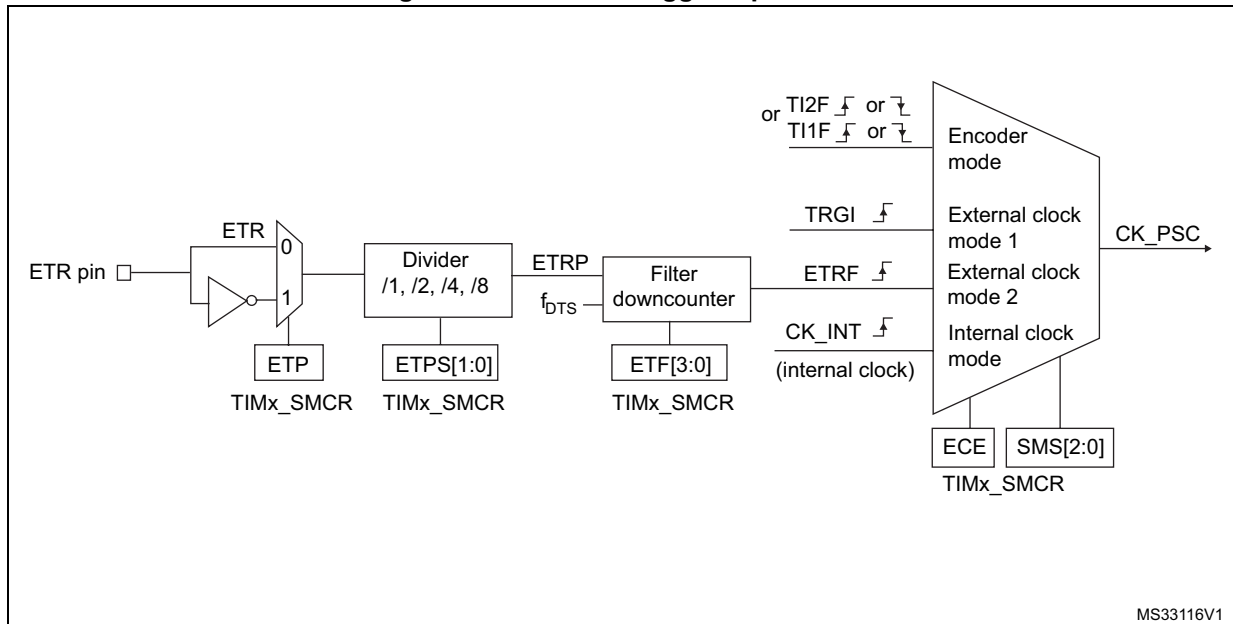 or TI2F or
TI1F or
Encoder
mode
TRGI
External clock
mode 1
CK_PSC
ETR
0
1
ETR pin
Divider
/1, /2, /4, /8
ETRP
fDTS
Filter
downcounter
ETRF
External clock
mode 2
CK_INT
(internal clock)
Internal clock
mode
ETP
TIMx_SMCR
ETPS[1:0]
TIMx_SMCR
ETF[3:0]
TIMx_SMCR
ECE
SMS[2:0]
TIMx_SMCR
MS33116V1